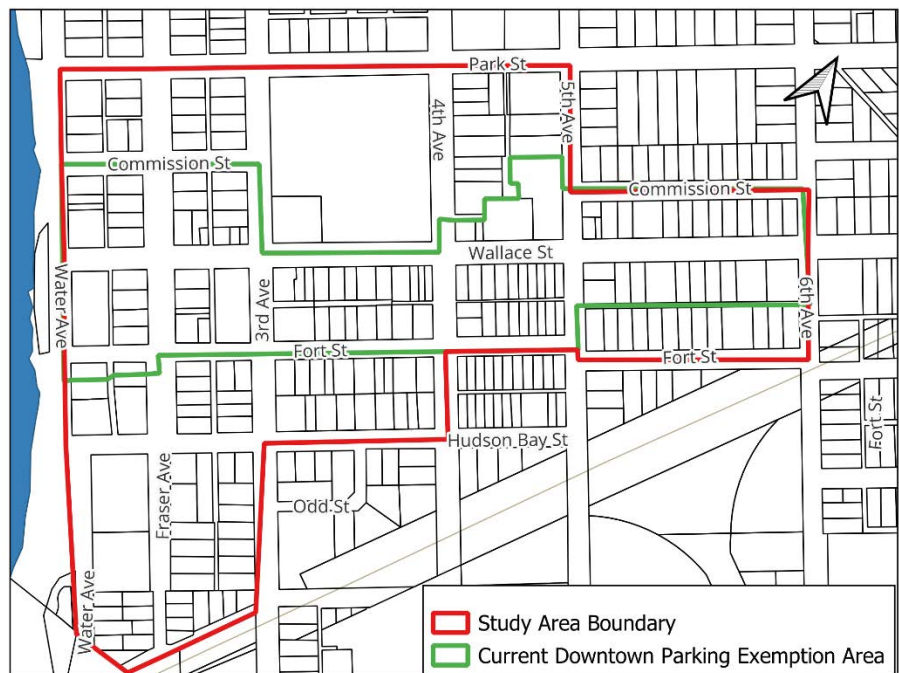 Park St
4th Ave
5th Ave
Commission St
Commission St
Wallace St
Water Ave
3rd Ave
6th Ave
Fort St
Fort St
Fort St
Hudson Bay St
Fraser Ave
Odd St
Water Ave
Study Area Boundary
Current Downtown Parking Exemption Area